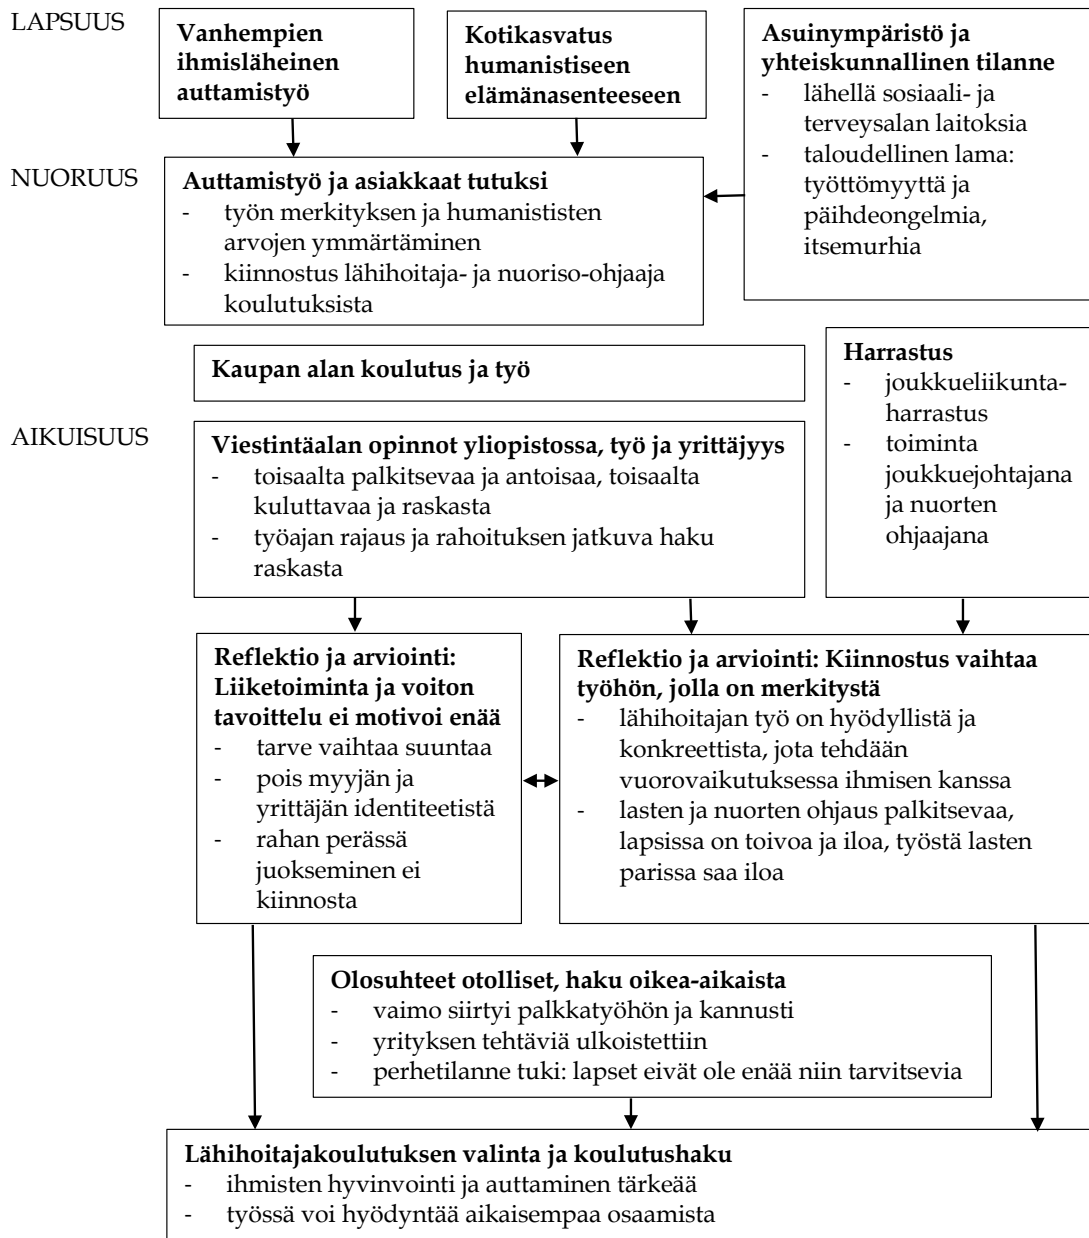 LAPSUUS
Vanhempien
ihmisläheinen
auttamistyö
Kotikasvatus
humanistiseen
elämänasenteeseen
Asuinympäristö ja
yhteiskunnallinen tilanne
- lähellä sosiaali- ja
terveysalan laitoksia
- taloudellinen lama:
työttömyyttä ja
päihdeongelmia,
itsemurhia
NUORUUS
Auttamistyö ja asiakkaat tutuksi
- työn merkityksen ja humanististen
arvojen ymmärtäminen
- kiinnostus lähihoitaja- ja nuoriso-ohjaaja
koulutuksista
Kaupan alan koulutus ja työ
Harrastus
- joukkueliikunta-
harrastus
- toiminta
joukkuejohtajana
ja nuorten
ohjaajana
AIKUISUUS
Viestintäalan opinnot yliopistossa, työ ja yrittäjyys
- toisaalta palkitsevaa ja antoisaa, toisaalta
kuluttavaa ja raskasta
- työajan rajaus ja rahoituksen jatkuva haku
raskasta
Reflektio ja arviointi:
Liiketoiminta ja voiton
tavoittelu ei motivoi enää
- tarve vaihtaa suuntaa
- pois myyjän ja
yrittäjän identiteetistä
- rahan perässä
juokseminen ei
kiinnosta
Reflektio ja arviointi: Kiinnostus vaihtaa
työhön, jolla on merkitystä
- lähihoitajan työ on hyödyllistä ja
konkreettista, jota tehdään
vuorovaikutuksessa ihmisen kanssa
- lasten ja nuorten ohjaus palkitsevaa,
lapsissa on toivoa ja iloa, työstä lasten
parissa saa iloa
Olosuhteet otolliset, haku oikea-aikaista
- vaimo siirtyi palkkatyöhön ja kannusti
- yrityksen tehtäviä ulkoistettiin
- perhetilanne tuki: lapset eivät ole enää niin tarvitsevia
Lähihoitajakoulutuksen valinta ja koulutushaku
- ihmisten hyvinvointi ja auttaminen tärkeää
- työssä voi hyödyntää aikaisempaa osaamista